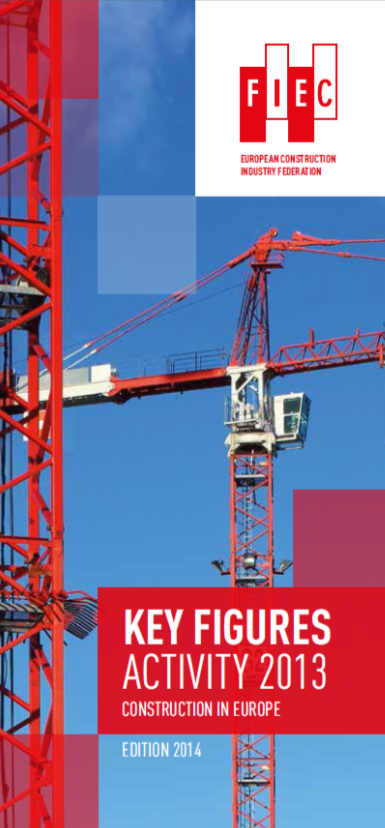 FIEC
EUROPEAN CONSTRUCTION
INDUSTRY FEDERATION
KEY FIGURES
ACTIVITY 2013
CONSTRUCTION IN EUROPE
EDITION 2014